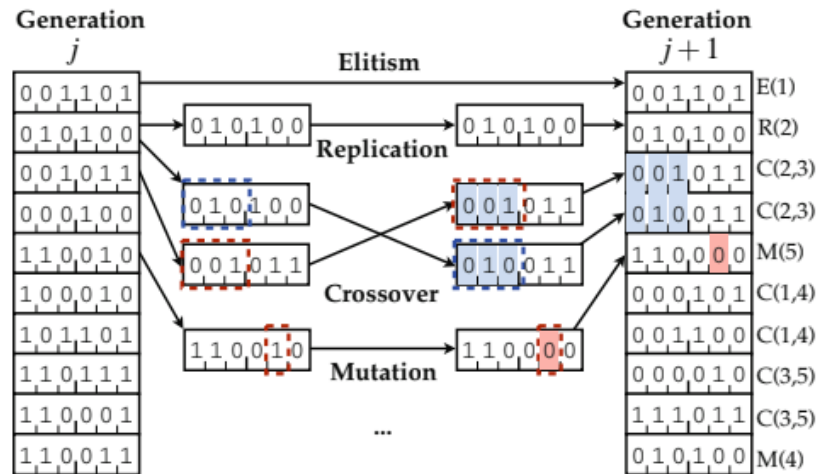 Generation Generation
j j + 1
Elitism
0 0 1 1 0 1 0 0 1 1 0 1 E(1)
0 1 0 1 0 0 0 1 0 1 0 0 0 1 0 1 0 0 0 1 0 1 0 0 R(2)
Replication
0 0 1 0 1 1 0 0 1 0 1 1 C(2,3)
0 0 0 1 0 0 0 1 0 1 0 0 0 0 1 0 1 1 0 1 0 0 1 1 C(2,3)
1 1 0 0 1 0 0 0 1 0 1 1 0 1 0 0 1 1 1 1 0 0 0 0 M(5)
Crossover
1 0 0 0 1 0 0 0 0 1 0 1 C(1,4)
1 0 1 1 0 1 1 1 0 0 1 0 1 1 0 0 0 0 0 0 1 1 0 0 C(1,4)
Mutation
1 1 0 1 1 1 0 0 0 0 1 0 C(3,5)
1 1 0 0 0 1 ... 1 1 1 0 1 1 C(3,5)
1 1 0 0 1 1 0 1 0 1 0 0 M(4)